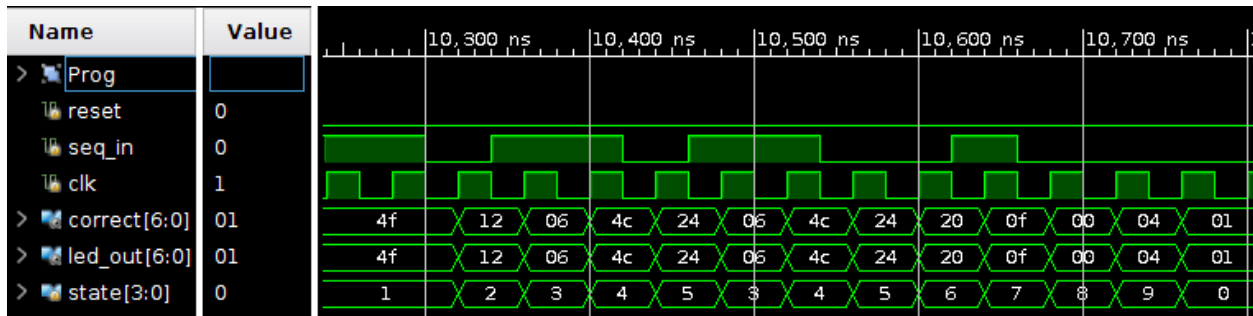 Name Value 10,300 ns 10,400 ns 10,500 ns 10,600 ns 10,700 ns
Prog
reset 0
seq_in 0
clk 1
correct[6:0] 01 4f 12 06 4c 24 06 4c 24 20 0f 00 04 01
led_out[6:0] 01 4f 12 06 4c 24 06 4c 24 20 0f 00 04 01
state[3:0] 0 1 2 3 4 5 3 4 5 6 7 8 9 0